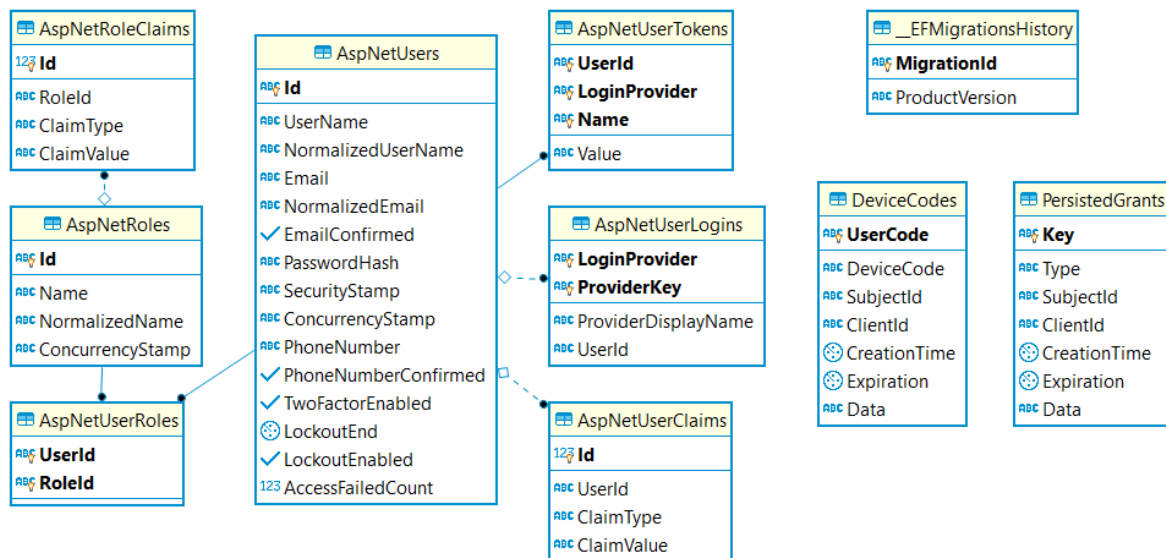 AspNetRoleClaims
Id
RoleId
ClaimType
ClaimValue
AspNetRoles
Id
Name
NormalizedName
ConcurrencyStamp
AspNetUserRoles
UserId
RoleId
AspNetUsers
Id
UserName
NormalizedUserName
Email
NormalizedEmail
EmailConfirmed
PasswordHash
SecurityStamp
ConcurrencyStamp
PhoneNumber
PhoneNumberConfirmed
TwoFactorEnabled
LockoutEnd
LockoutEnabled
AccessFailedCount
AspNetUserTokens
UserId
LoginProvider
Name
Value
AspNetUserLogins
LoginProvider
ProviderKey
ProviderDisplayName
UserId
AspNetUserClaims
Id
UserId
ClaimType
ClaimValue
__EFMigrationsHistory
MigrationId
ProductVersion
DeviceCodes
UserCode
DeviceCode
SubjectId
ClientId
CreationTime
Expiration
Data
PersistedGrants
Key
Type
SubjectId
ClientId
CreationTime
Expiration
Data